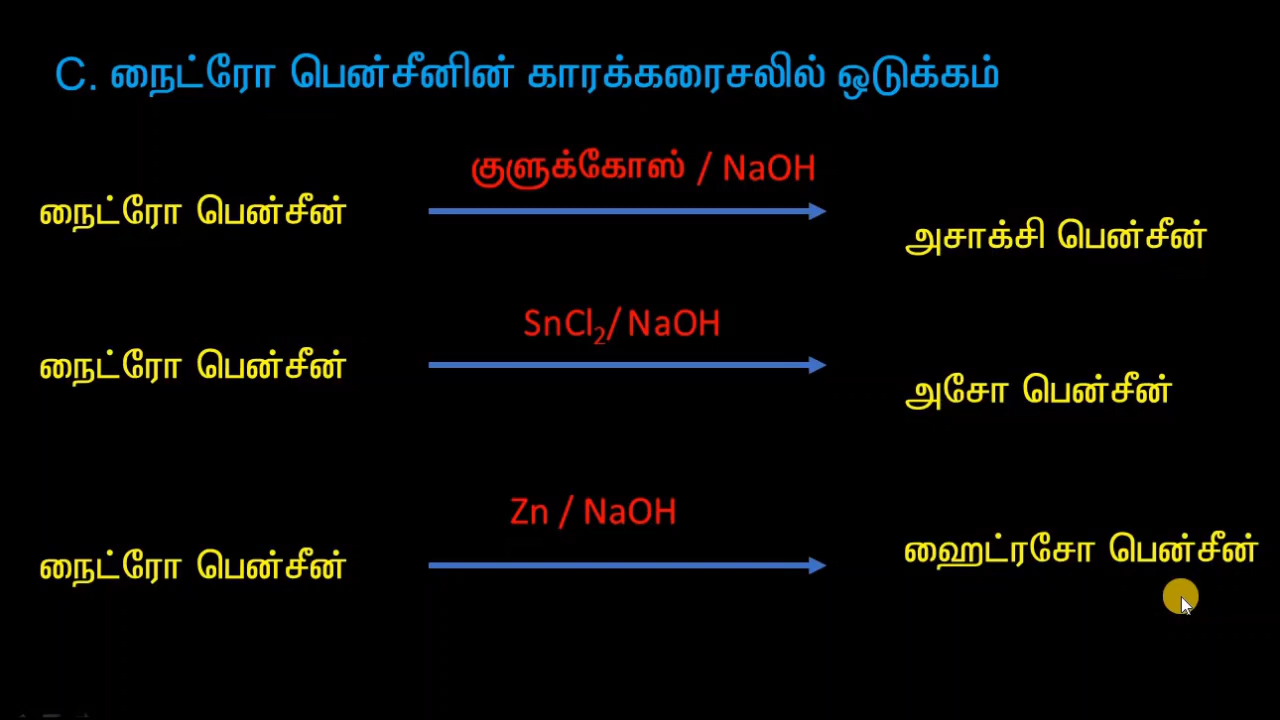 C. நைட்ரோ பென்சீனின் காரக்கரைசலில் ஒடுக்கம்
குளுக்கோஸ் / NaOH
நைட்ரோ பென்சீன்
அசாக்சி பென்சீன்
SnCl₂/ NaOH
நைட்ரோ பென்சீன்
அசோ பென்சீன்
Zn / NaOH
நைட்ரோ பென்சீன்
ஹைட்ரசோ பென்சீன்